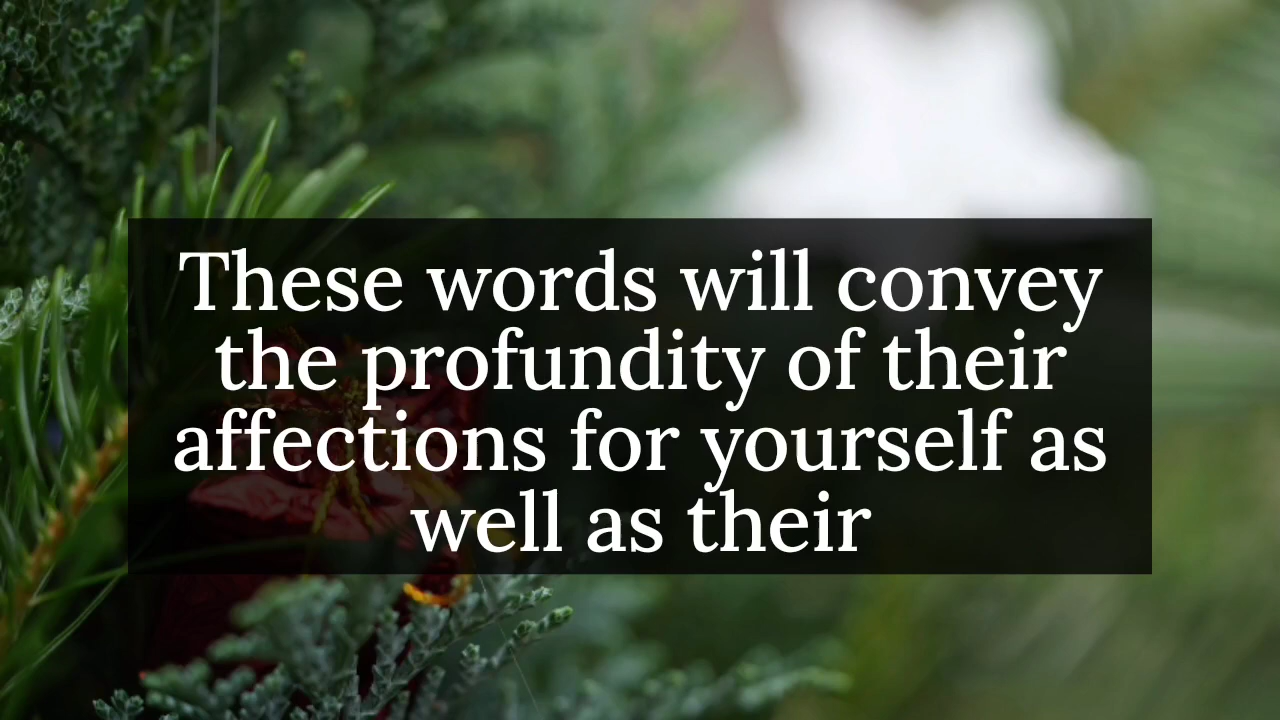 These words will convey
the profundity of their
affections for yourself as
well as their